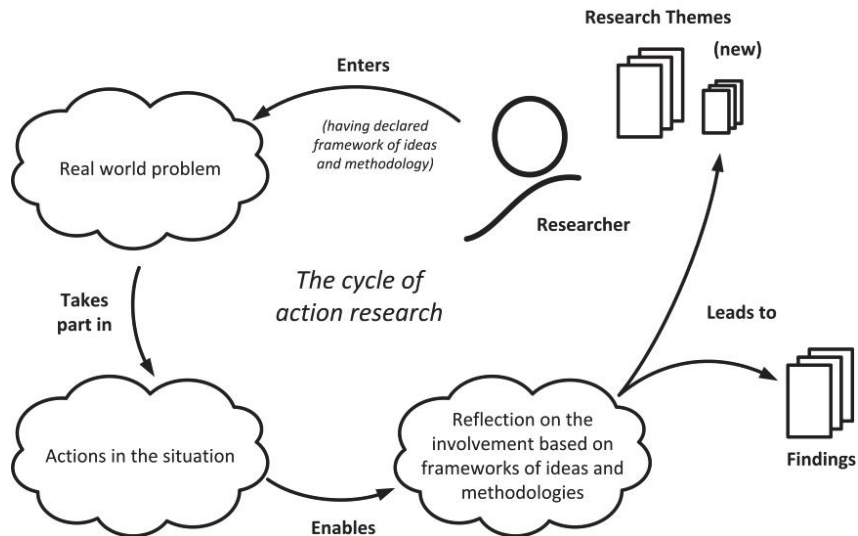 Research Themes
(new)
Enters
(having declared
framework of ideas
and methodology)
Real world problem
Researcher
The cycle of
action research
Takes
part in
Leads to
Actions in the situation
Reflection on the
involvement based on
frameworks of ideas and
methodologies
Findings
Enables